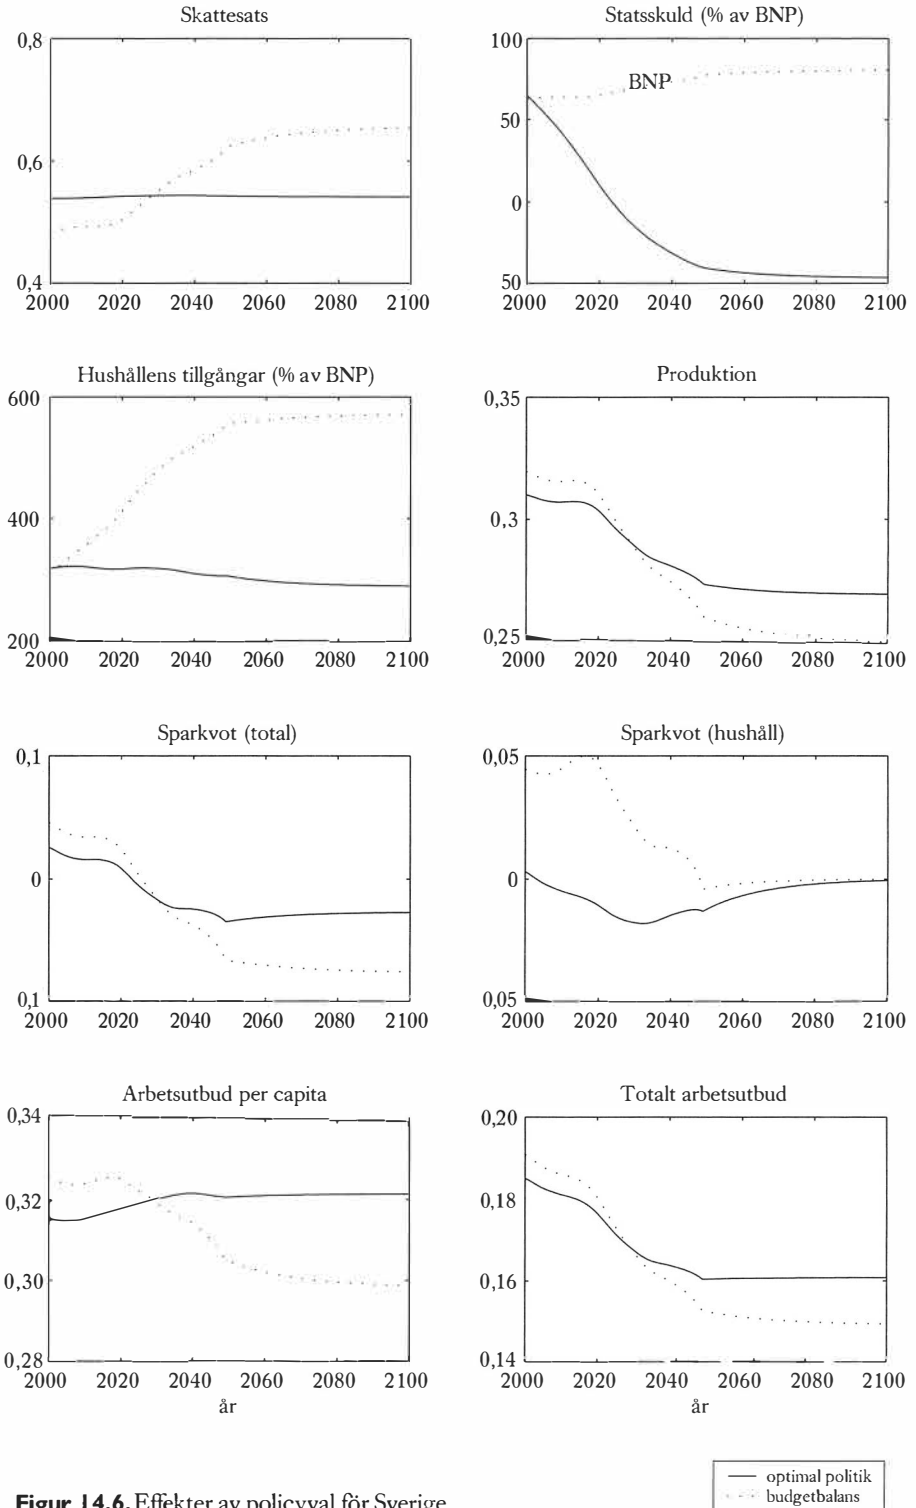 Skattesats
0,8
0,6
0,4
2000 2020 2040 2060 2080 2100
Statsskuld (% av BNP)
100
BNP
50
0
50
2000 2020 2040 2060 2080 2100
Hushållens tillgångar (% av BNP)
600
400
200
2000 2020 2040 2060 2080 2100
Produktion
0,35
0,3
0,25
2000 2020 2040 2060 2080 2100
Sparkvot (total)
0,1
0
0,1
2000 2020 2040 2060 2080 2100
Sparkvot (hushåll)
0,05
0
0,05
2000 2020 2040 2060 2080 2100
Arbetsutbud per capita
0,34
0,32
0,30
0,28
2000 2020 2040 2060 2080 2100
år
Totalt arbetsutbud
0,20
0,18
0,16
0,14
2000 2020 2040 2060 2080 2100
år
optimal politik
budgetbalans
Figur 14.6. Effekter av policyval för Sverige